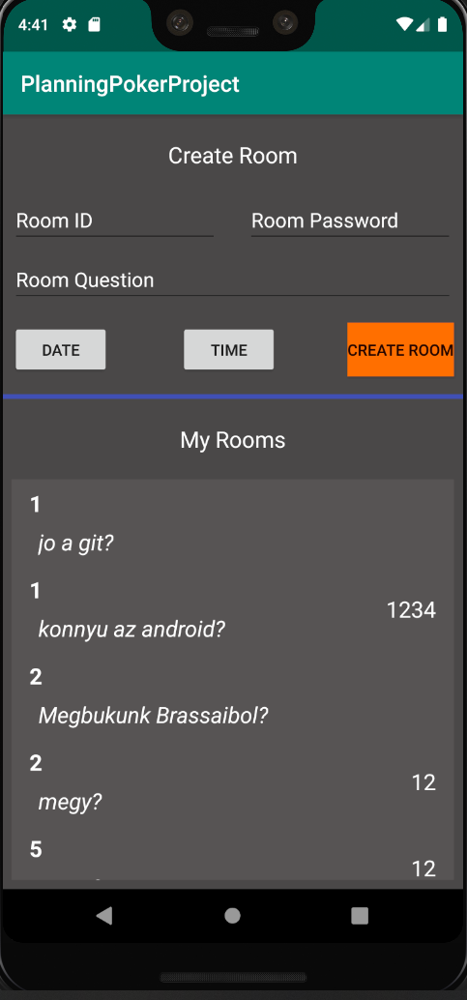 4:41
PlanningPokerProject
Create Room
Room ID Room Password
Room Question
DATE TIME CREATE ROOM
My Rooms
1
jo a git?
1
1234
konnyu az android?
2
Megbukunk Brassaibol?
2
12
megy?
5
12